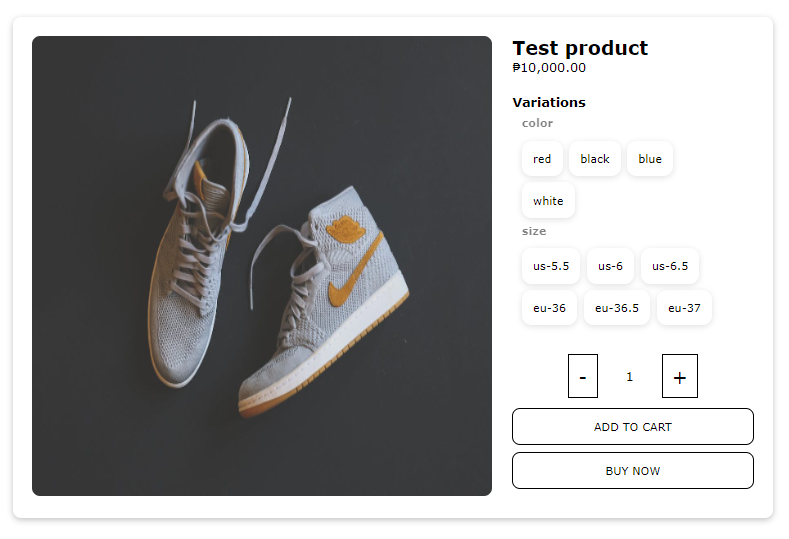 Test product
₱10,000.00
Variations
color
red black blue
white
size
us-5.5 us-6 us-6.5
eu-36 eu-36.5 eu-37
- 1 +
ADD TO CART
BUY NOW